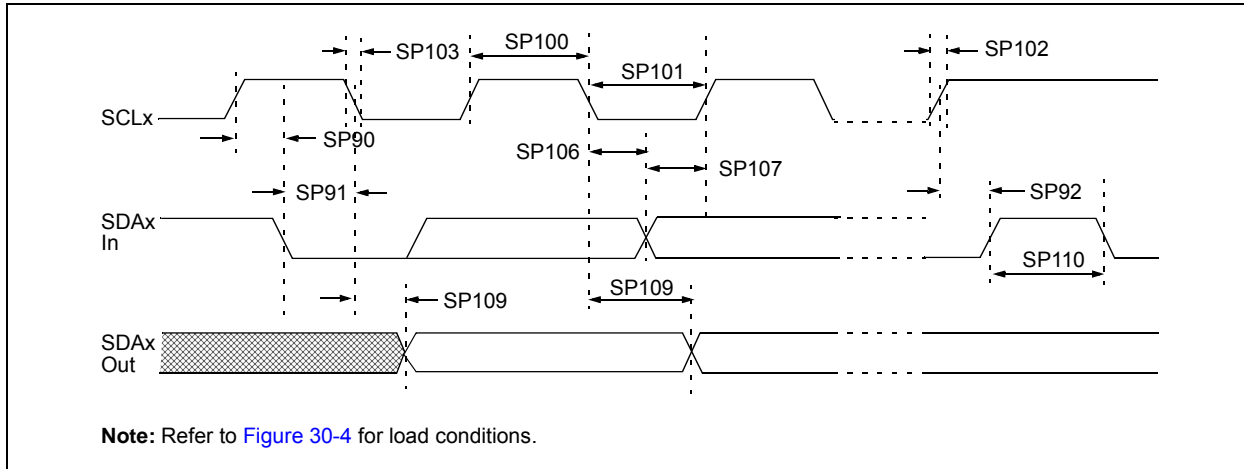 SP103
SP100
SP102
SP101
SCLx
SP90
SP106
SP107
SP91
SP92
SDAx
In
SP110
SP109
SP109
SDAx
Out
Note: Refer to Figure 30-4 for load conditions.